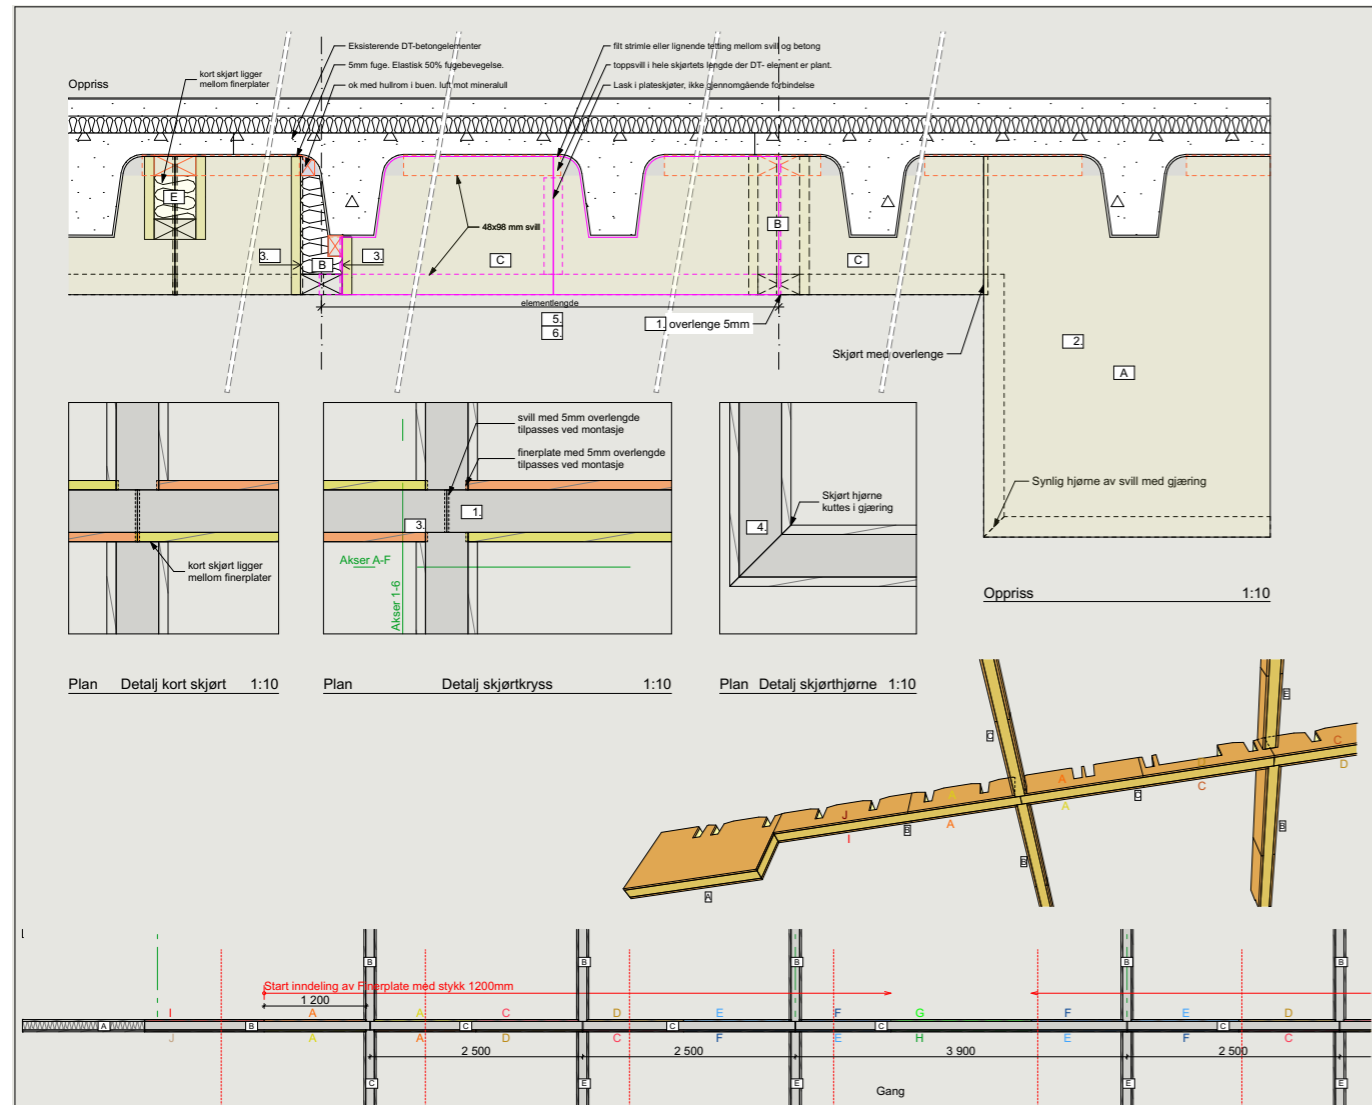 Oppriss
kort skjørt ligger
mellom finerplater
Eksisterende DT-betongelementer
5mm fuge. Elastisk 50% fugebevegelse.
ok med hullrom i buen. luft mot mineralull
filt strimle eller lignende tetting mellom svill og betong
toppsvill i hele skjørtets lengde der DT- element er plant.
Lask i plateskjøter, ikke gjennomgående forbindelse
E
B
48x98 mm svill
C
C
3.
B
3.
elementlengde
5.
6.
1. overlenge 5mm
Skjørt med overlenge
2.
A
Synlig hjørne av svill med gjæring
Oppriss 1:10
kort skjørt ligger
mellom finerplater
Plan Detalj kort skjørt 1:10
svill med 5mm overlengde
tilpasses ved montasje
finerplate med 5mm overlengde
tilpasses ved montasje
1.
3.
Akser A-F
Akser 1-6
Plan Detalj skjørtkryss 1:10
Skjørt hjørne
kuttes i gjæring
4.
Plan Detalj skjørthjørne 1:10
E
C
C
D
C
A
A
A
A
J
I
B
C
B
B
A
B B B B B
Start inndeling av Finerplate med stykk 1200mm
1 200
I A A C D E F G F E D
A B C C C C
J A A D C F E H E F C
2 500 2 500 3 900 2 500
C E E E E
Gang